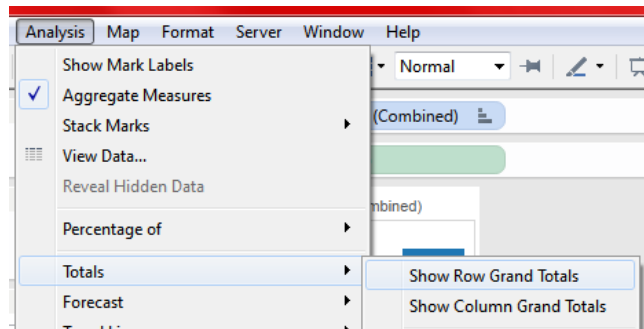 Analysis Map Format Server Window Help
Show Mark Labels
Normal
Aggregate Measures
(Combined)
Stack Marks
View Data...
Reveal Hidden Data
Percentage of
Totals
Show Row Grand Totals
Forecast
Show Column Grand Totals